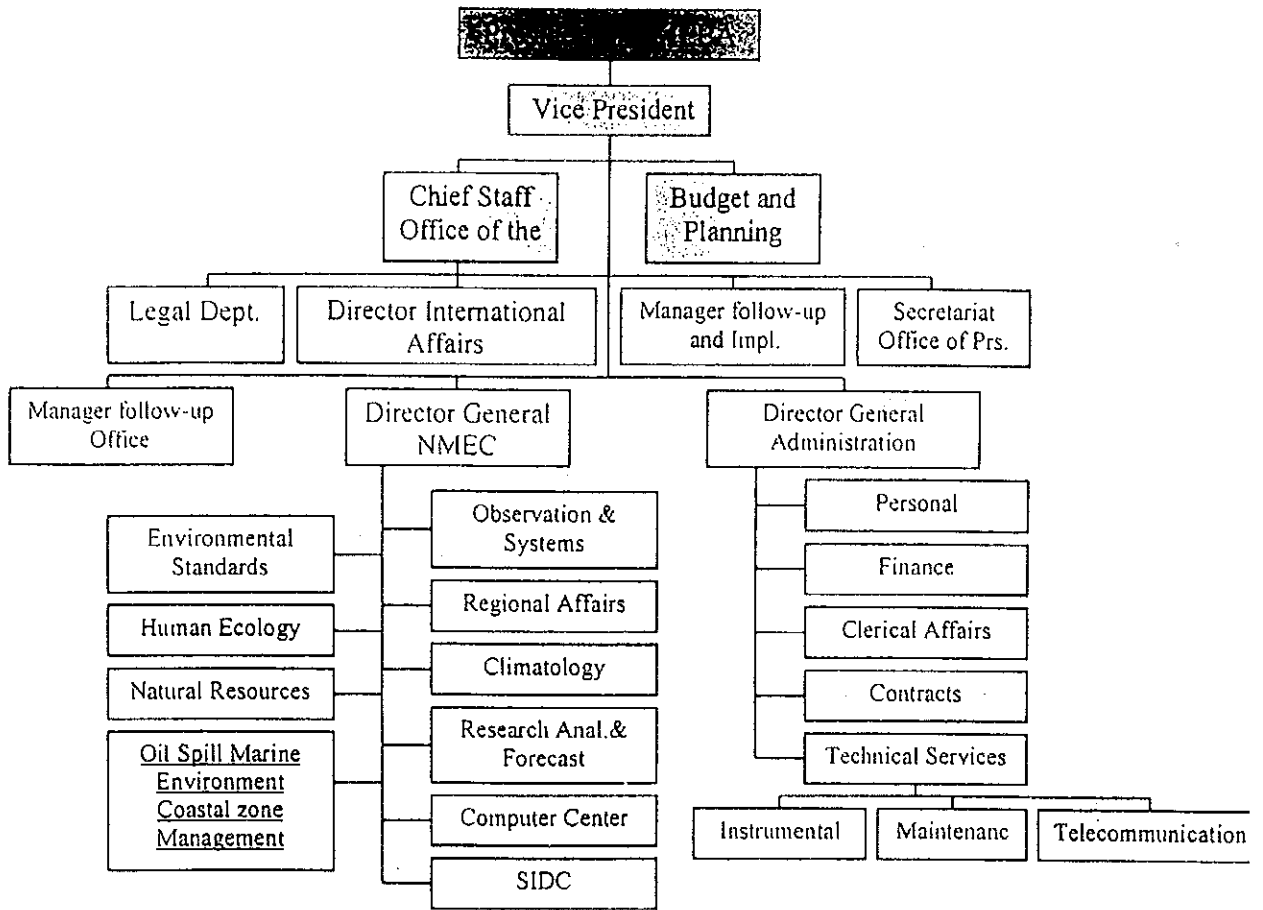 Vice President
Chief Staff
Office of the
Budget and
Planning
Legal Dept.
Director International
Affairs
Manager follow-up
and Impl.
Secretariat
Office of Prs.
Manager follow-up
Office
Director General
NMEC
Director General
Administration
Environmental
Standards
Human Ecology
Natural Resources
Oil Spill Marine
Environment
Coastal zone
Management
Observation &
Systems
Regional Affairs
Climatology
Research Anal.&
Forecast
Computer Center
SIDC
Personal
Finance
Clerical Affairs
Contracts
Technical Services
Instrumental
Maintenanc
Telecommunication